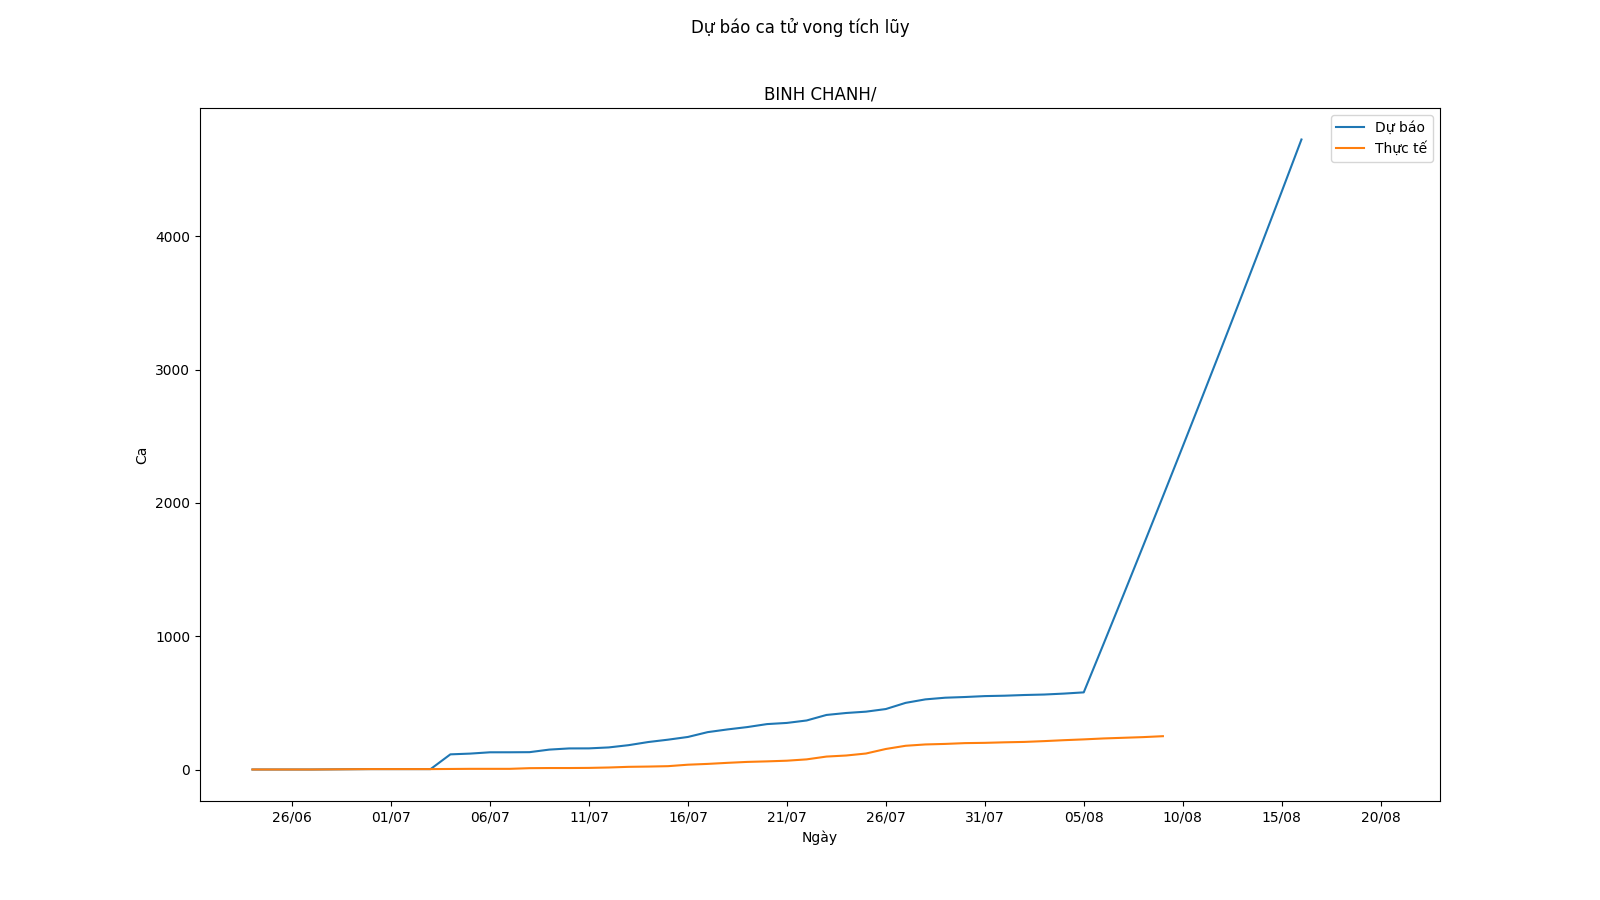 Dự báo ca tử vong tích lũy
BINH CHANH/
Dự báo
Thực tế
4000
3000
2000
1000
0
Ca
26/06 01/07 06/07 11/07 16/07 21/07 26/07 31/07 05/08 10/08 15/08 20/08
Ngày